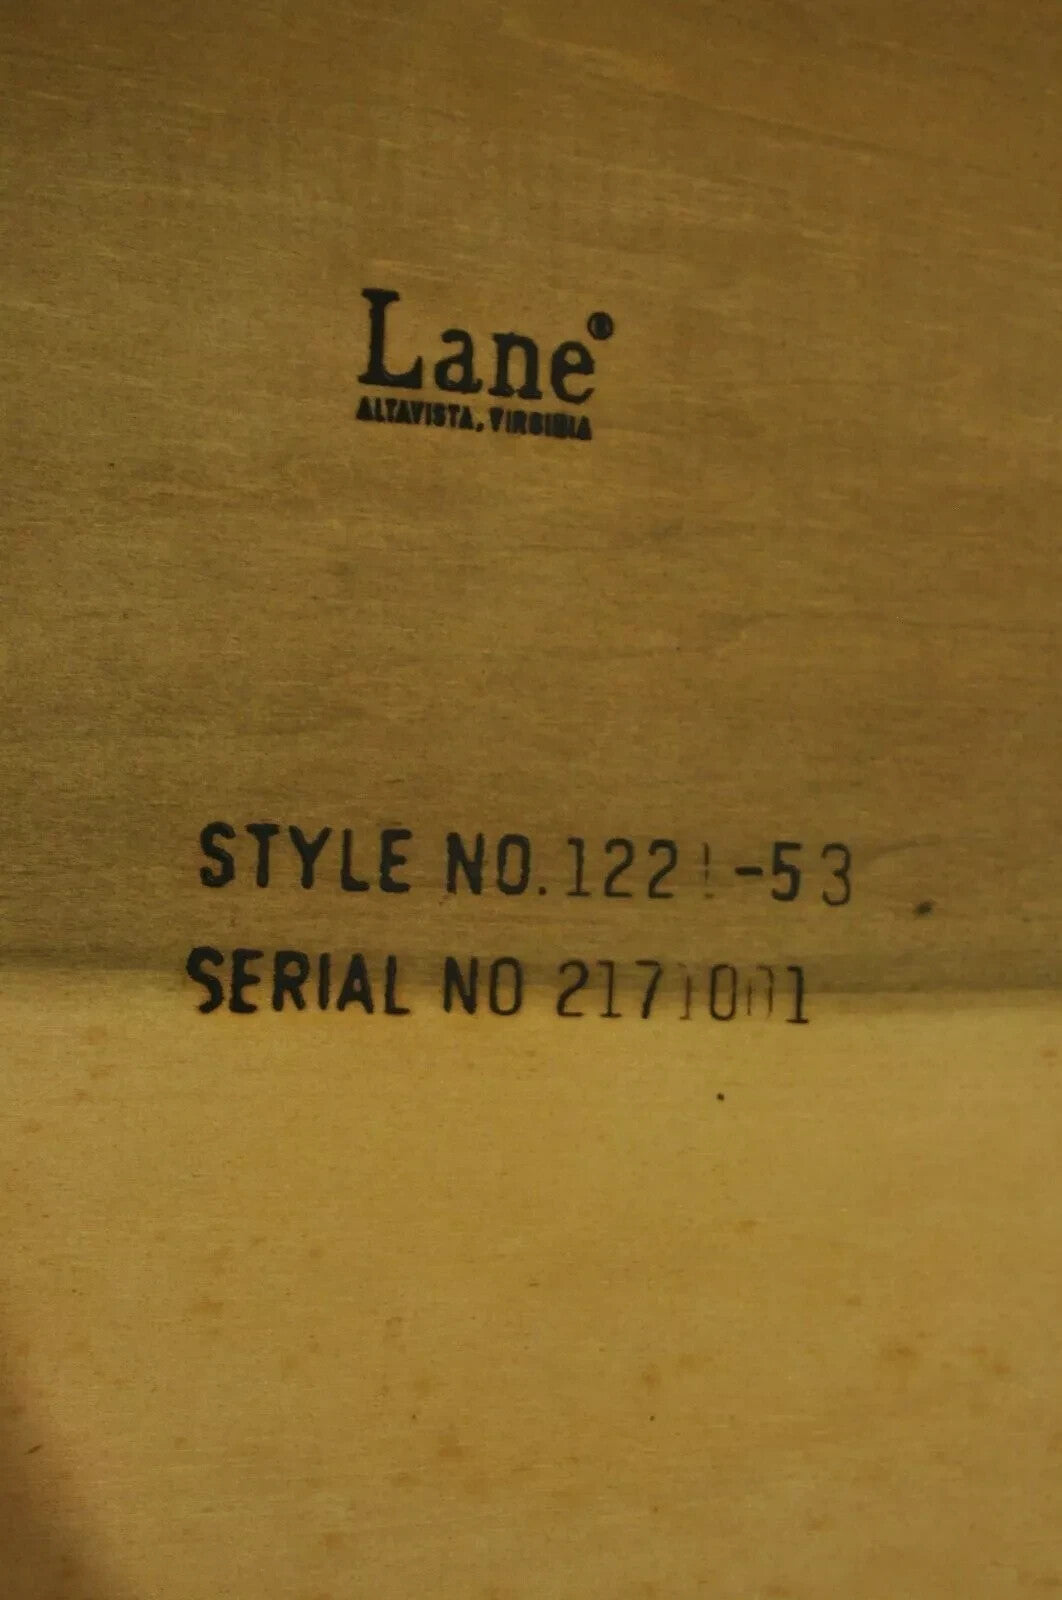 Lane®
ALTAVISTA, VIRGINIA
STYLE NO. 1221-53
SERIAL NO